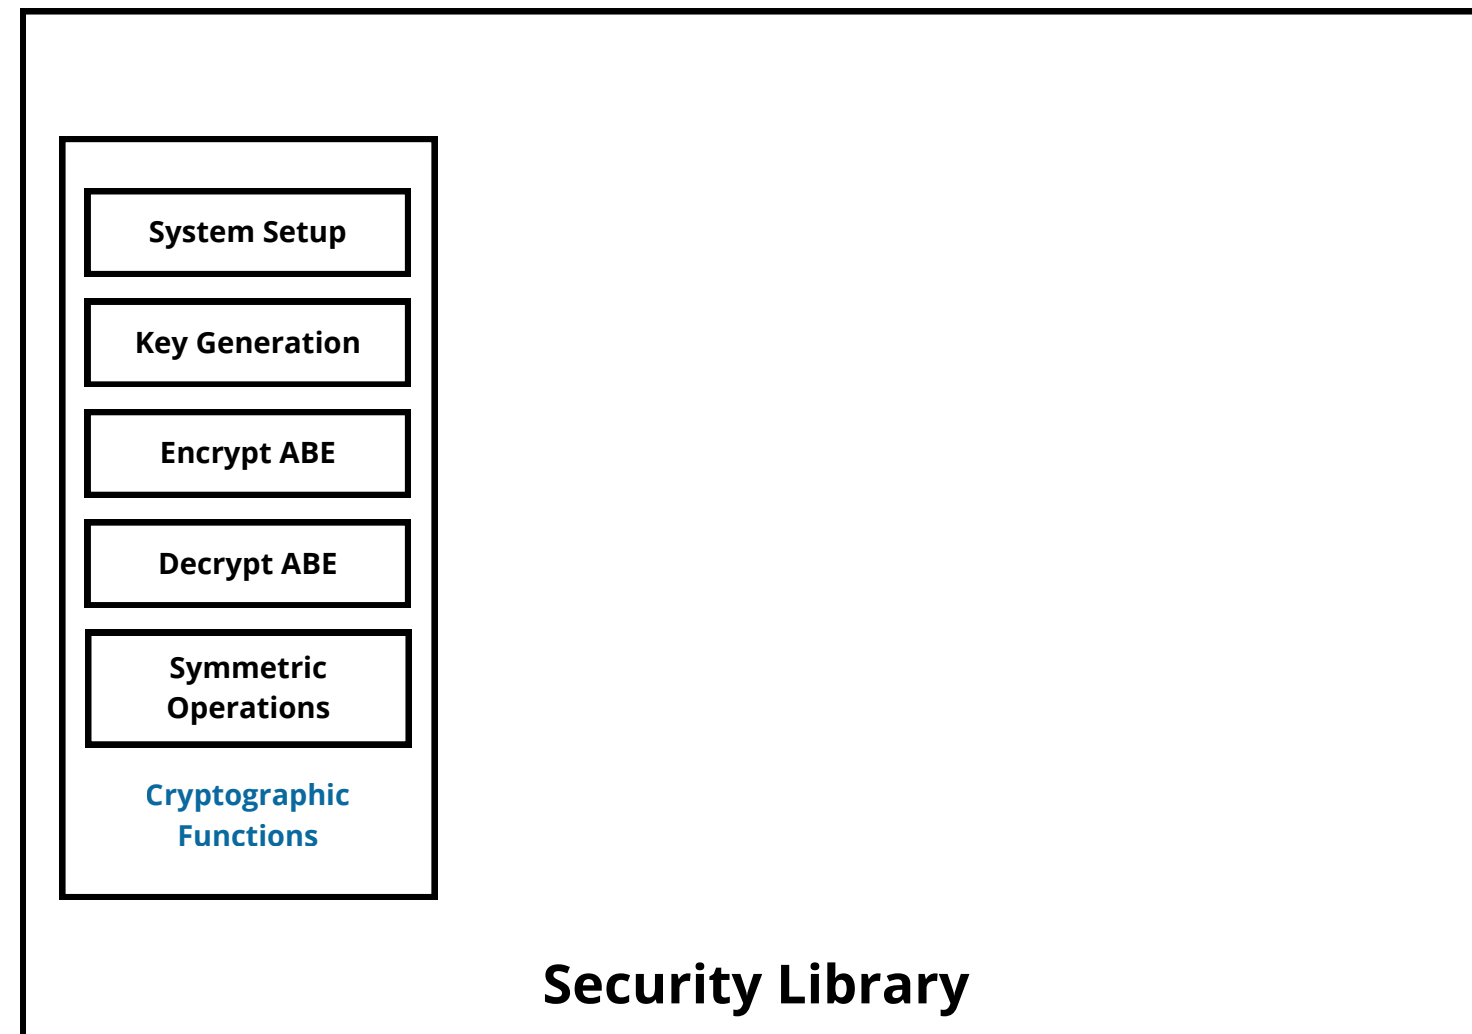 System Setup
Key Generation
Encrypt ABE
Decrypt ABE
Symmetric
Operations
Cryptographic
Functions
Security Library